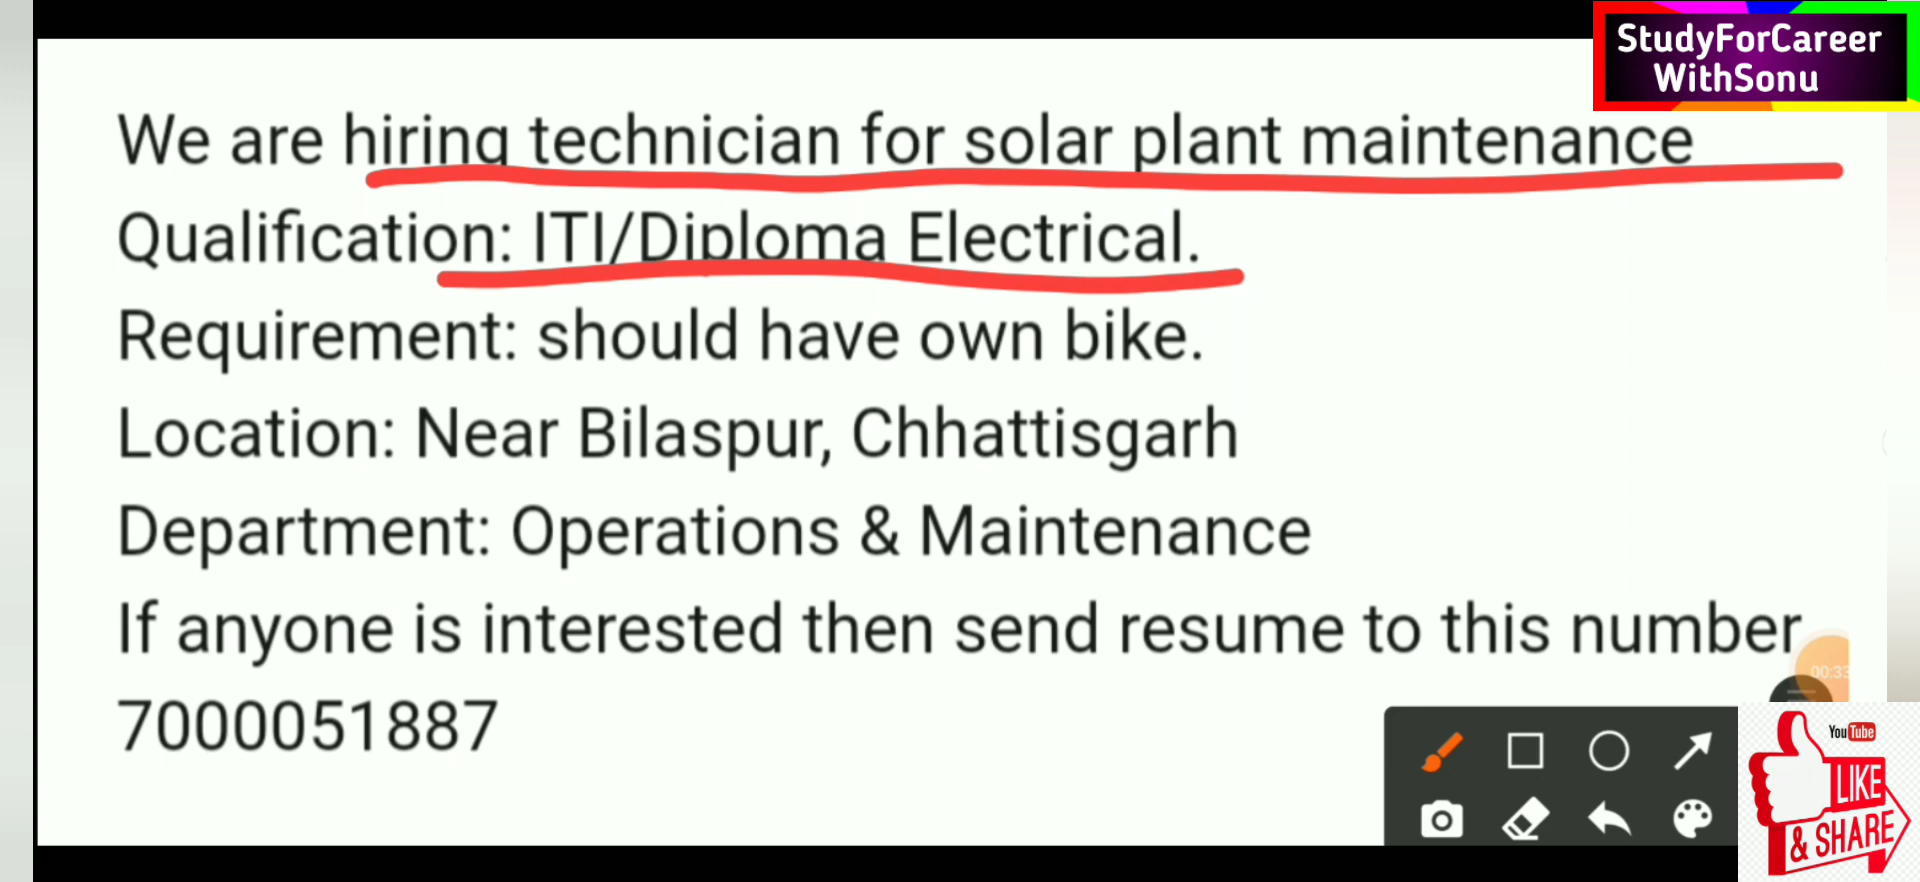 StudyForCareer
WithSonu
We are hiring technician for solar plant maintenance
Qualification: ITI/Diploma Electrical.
Requirement: should have own bike.
Location: Near Bilaspur, Chhattisgarh
Department: Operations & Maintenance
If anyone is interested then send resume to this number
7000051887
00:33
YouTube
LIKE
& SHARE